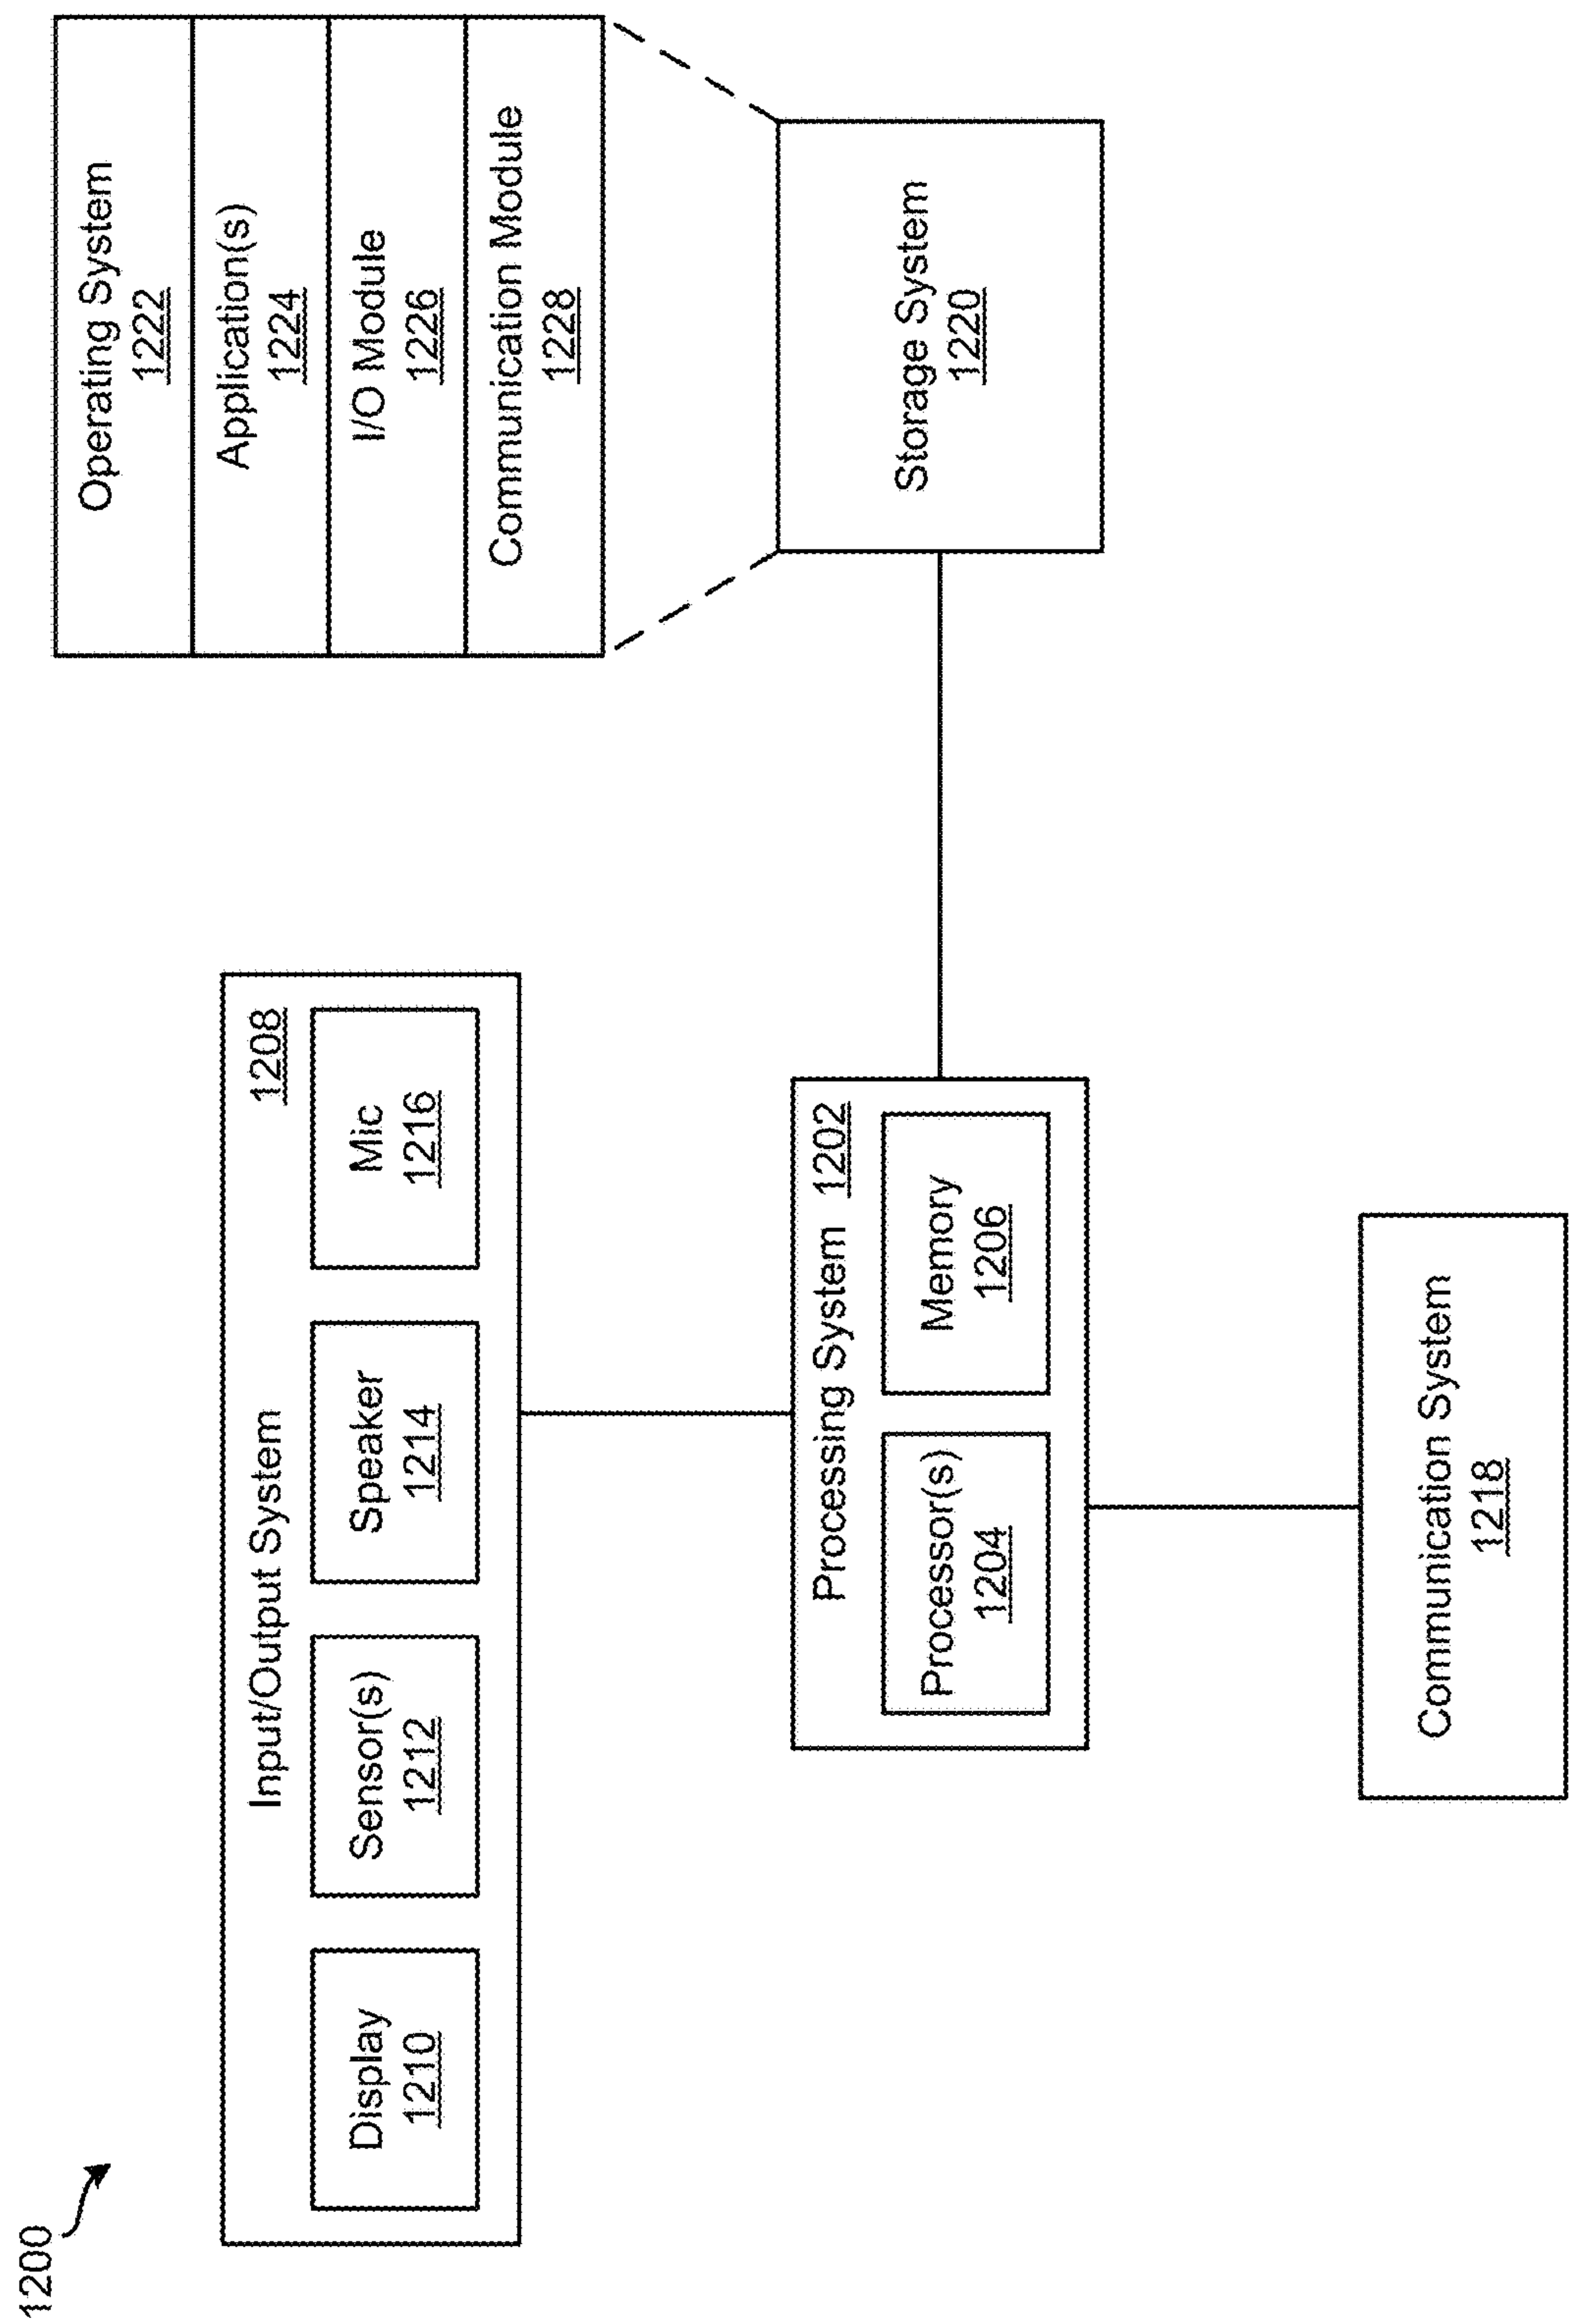 1200
Input/Output System
1208
Display
1210
Sensor(s)
1212
Speaker
1214
Mic
1216
Operating System
1222
Application(s)
1224
I/O Module
1226
Communication Module
1228
Processing System 1202
Processor(s)
1204
Memory
1206
Storage System
1220
Communication System
1218